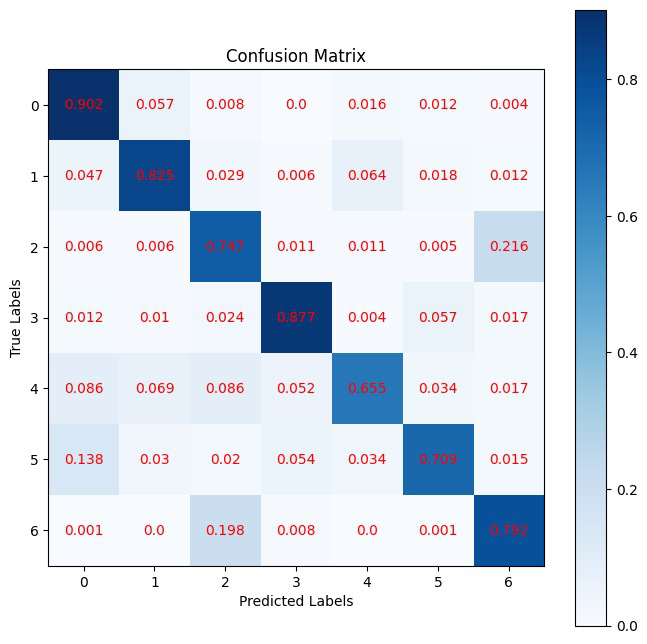 Confusion Matrix
0 0.902 0.057 0.008 0.0 0.016 0.012 0.004
1 0.047 0.825 0.029 0.006 0.064 0.018 0.012
2 0.006 0.006 0.747 0.011 0.011 0.005 0.216
3 0.012 0.01 0.024 0.877 0.004 0.057 0.017
4 0.086 0.069 0.086 0.052 0.655 0.034 0.017
5 0.138 0.03 0.02 0.054 0.034 0.709 0.015
6 0.001 0.0 0.198 0.008 0.0 0.001 0.792
0 1 2 3 4 5 6
Predicted Labels
True Labels
0.8
0.6
0.4
0.2
0.0